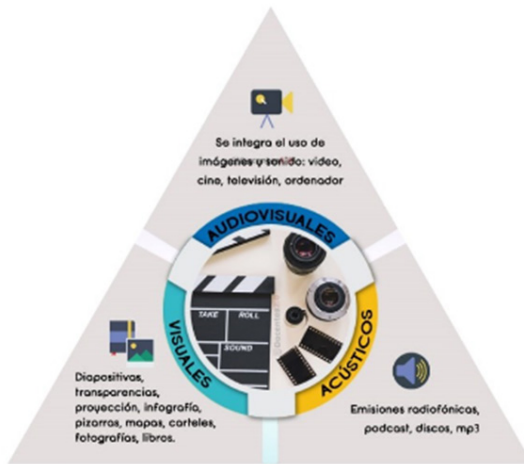 Se integra el uso de
imágenes y sonido: video,
cine, televisión, ordenador
AUDIOVISUALES
TAKE ROLL
SOUND
VISUALES
ACÚSTICOS
Diapositivas,
transparencias,
proyección, infografía,
pizarras, mapas, carteles,
fotografías, libros.
Emisiones radiofónicas,
podcast, discos, mp3